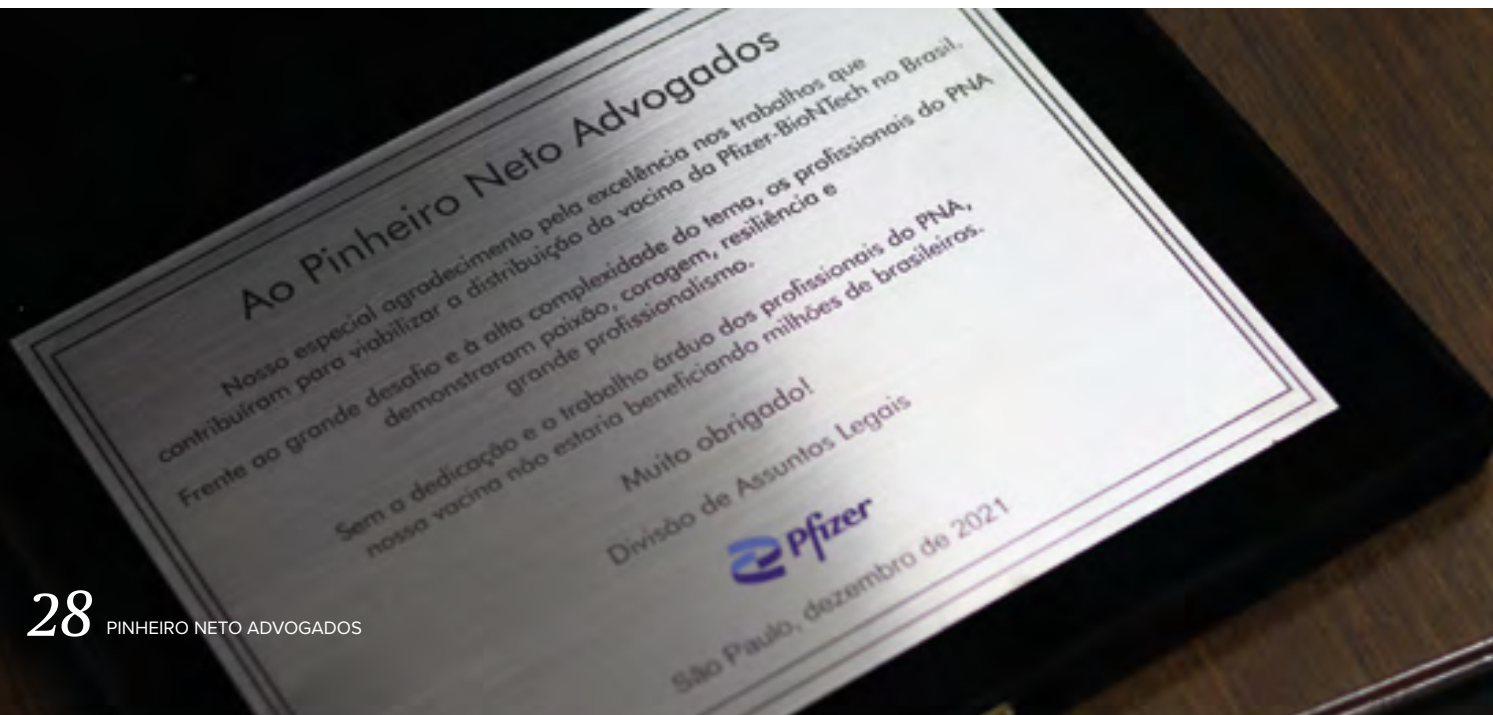 Ao Pinheiro Neto Advogados
Nosso especial agradecimento pela excelência nos trabalhos que
contribuíram para viabilizar a distribuição da vacina da Pfizer-BioNTech no Brasil.
Frente ao grande desafio e à alta complexidade do tema, os profissionais do PNA
demonstraram paixão, coragem, resiliência e
grande profissionalismo.
Sem a dedicação e o trabalho árduo dos profissionais do PNA,
nossa vacina não estaria beneficiando milhões de brasileiros.
Muito obrigado!
Divisão de Assuntos Legais
Pfizer
São Paulo, dezembro de 2021
28 PINHEIRO NETO ADVOGADOS